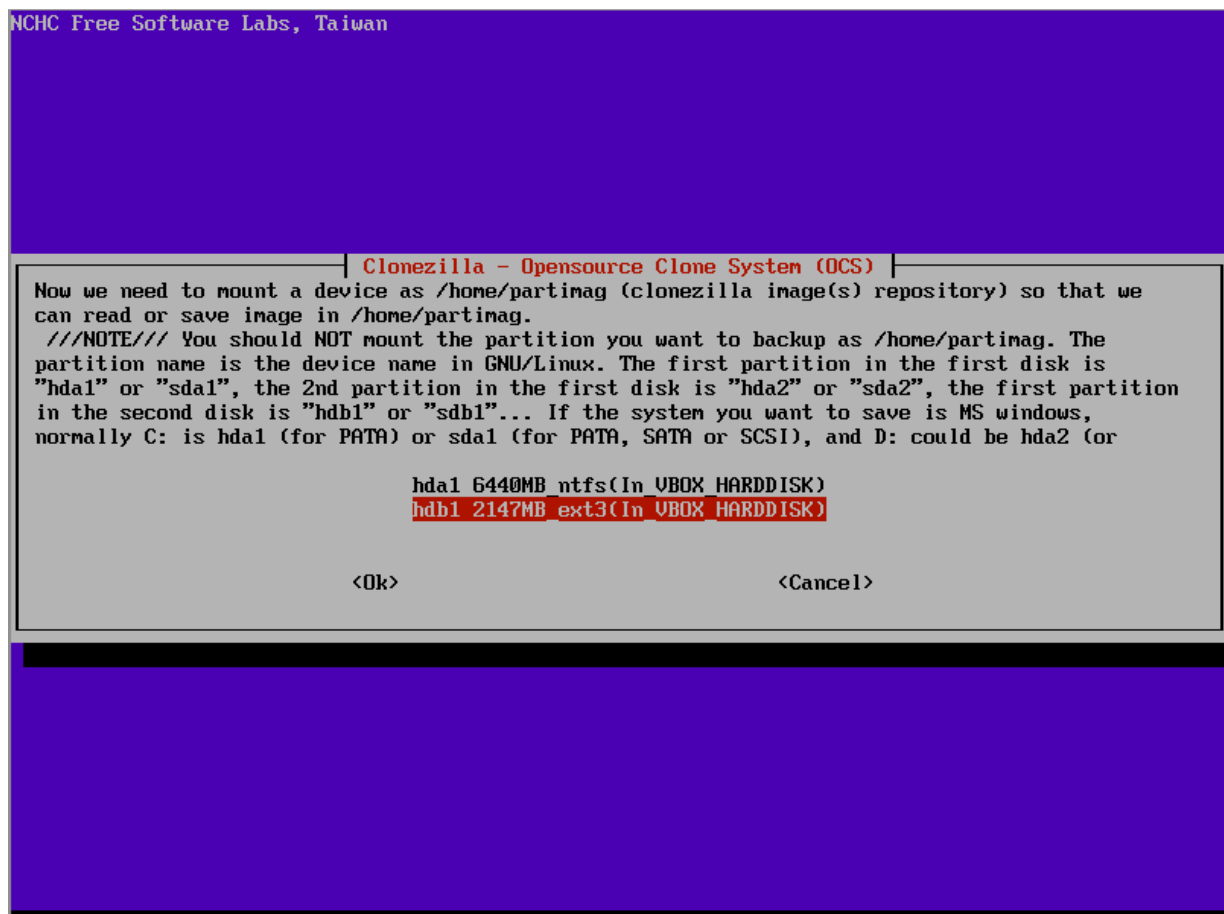 NCHC Free Software Labs, Taiwan
Clonezilla - Opensource Clone System (OCS)
Now we need to mount a device as /home/partimag (clonezilla image(s) repository) so that we
can read or save image in /home/partimag.
///NOTE/// You should NOT mount the partition you want to backup as /home/partimag. The
partition name is the device name in GNU/Linux. The first partition in the first disk is
"hda1" or "sda1", the 2nd partition in the first disk is "hda2" or "sda2", the first partition
in the second disk is "hdb1" or "sdb1"... If the system you want to save is MS windows,
normally C: is hda1 (for PATA) or sda1 (for PATA, SATA or SCSI), and D: could be hda2 (or
hda1 6440MB_ntfs(In_VBOX_HARDDISK)
hdb1 2147MB_ext3(In_VBOX_HARDDISK)
<Ok> <Cancel>